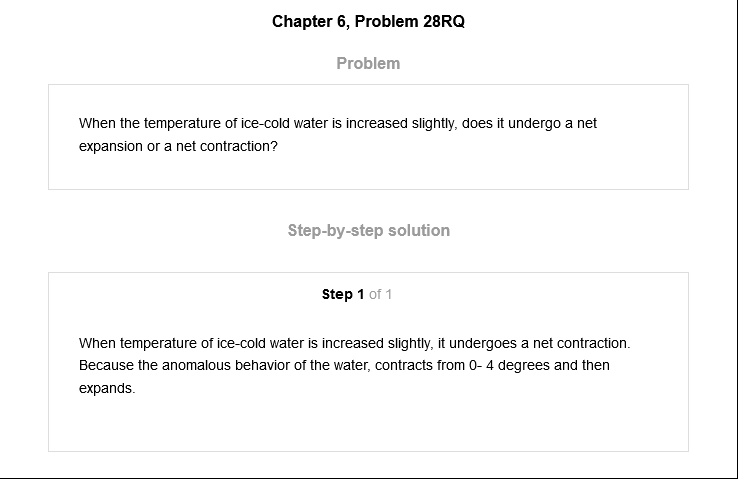 Chapter 6, Problem 28RQ
Problem
When the temperature of ice-cold water is increased slightly, does it undergo a net
expansion or a net contraction?
Step-by-step solution
Step 1 of 1
When temperature of ice-cold water is increased slightly, it undergoes a net contraction.
Because the anomalous behavior of the water, contracts from 0- 4 degrees and then
expands.